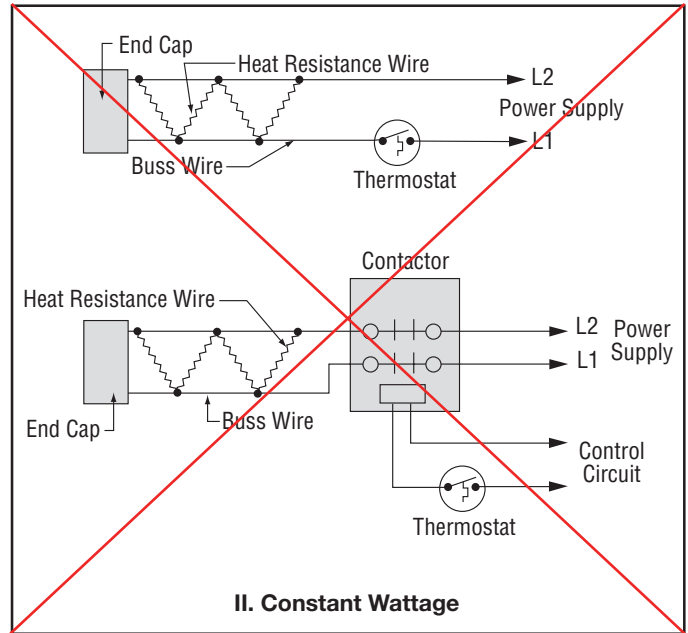 End Cap
Heat Resistance Wire
L2
Power Supply
L1
Buss Wire
Thermostat
Contactor
Heat Resistance Wire
L2
Power
Supply
L1
Buss Wire
End Cap
Control
Circuit
Thermostat
II. Constant Wattage